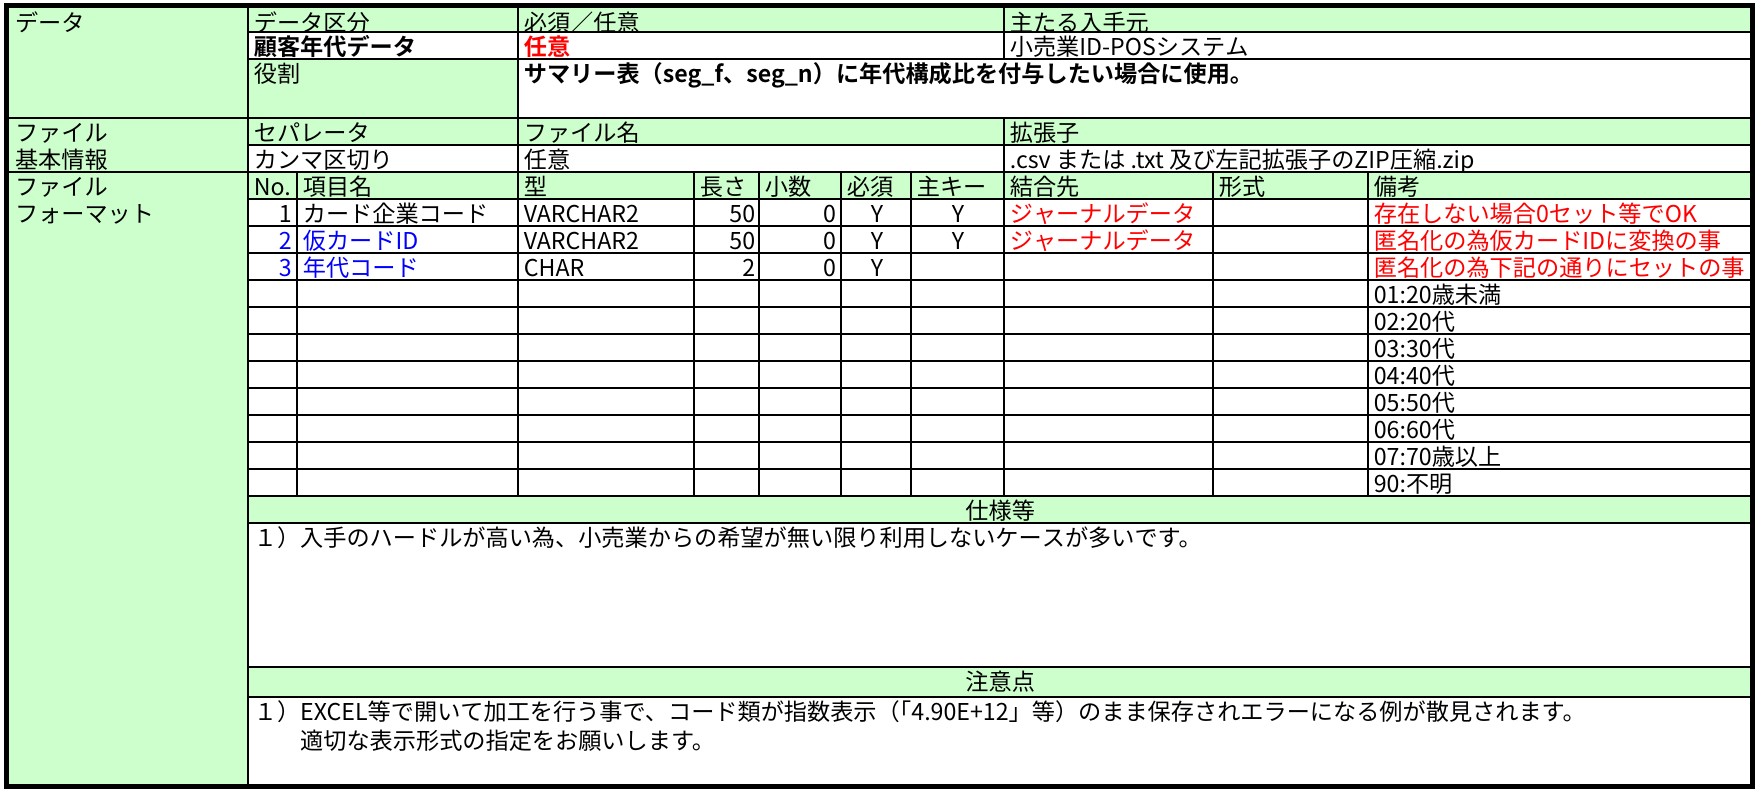 データ データ区分 必須／任意 主たる入手元
顧客年代データ 任意 小売業ID-POSシステム
役割 サマリー表（seg_f、seg_n）に年代構成比を付与したい場合に使用。
ファイル セパレータ ファイル名 拡張子
基本情報 カンマ区切り 任意 .csv または .txt 及び左記拡張子のZIP圧縮.zip
ファイル No. 項目名 型 長さ 小数 必須 主キー 結合先 形式 備考
フォーマット 1 カード企業コード VARCHAR2 50 0 Y Y ジャーナルデータ 存在しない場合0セット等でOK
2 仮カードID VARCHAR2 50 0 Y Y ジャーナルデータ 匿名化の為仮カードIDに変換の事
3 年代コード CHAR 2 0 Y 匿名化の為下記の通りにセットの事
01:20歳未満
02:20代
03:30代
04:40代
05:50代
06:60代
07:70歳以上
90:不明
仕様等
１）入手のハードルが高い為、小売業からの希望が無い限り利用しないケースが多いです。
注意点
１）EXCEL等で開いて加工を行う事で、コード類が指数表示（「4.90E+12」等）のまま保存されエラーになる例が散見されます。
適切な表示形式の指定をお願いします。